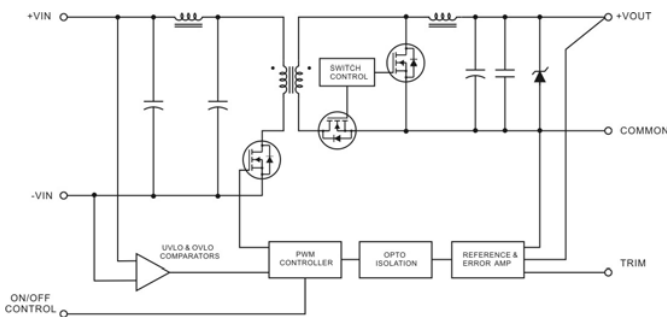 +VIN
+VOUT
SWITCH
CONTROL
COMMON
-VIN
UVLO & OVLO
COMPARATORS
PWM
CONTROLLER
OPTO
ISOLATION
REFERENCE &
ERROR AMP
TRIM
ON/OFF
CONTROL